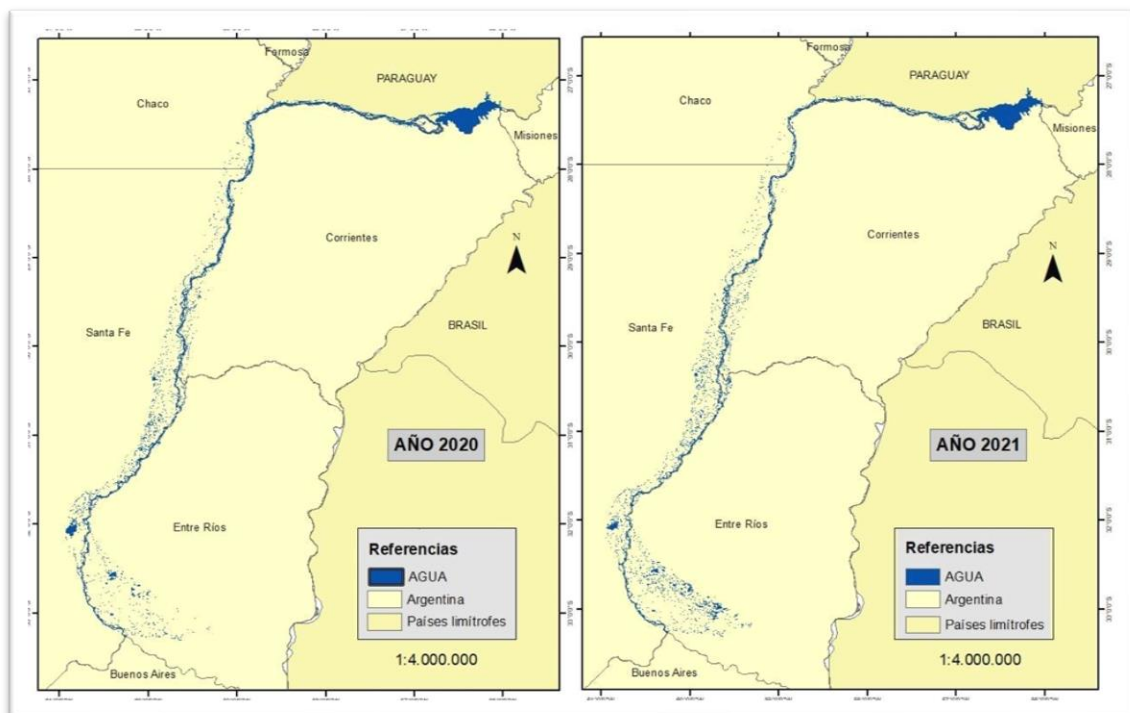 Formosa
PARAGUAY
Chaco
Misiones
Corrientes
N
BRASIL
Santa Fe
AÑO 2020
Entre Ríos
Referencias
AGUA
Argentina
Países limítrofes
Buenos Aires
1:4.000.000
Formosa
PARAGUAY
Chaco
Misiones
Corrientes
N
BRASIL
Santa Fe
AÑO 2021
Entre Ríos
Referencias
AGUA
Argentina
Países limítrofes
Buenos Aires
1:4.000.000